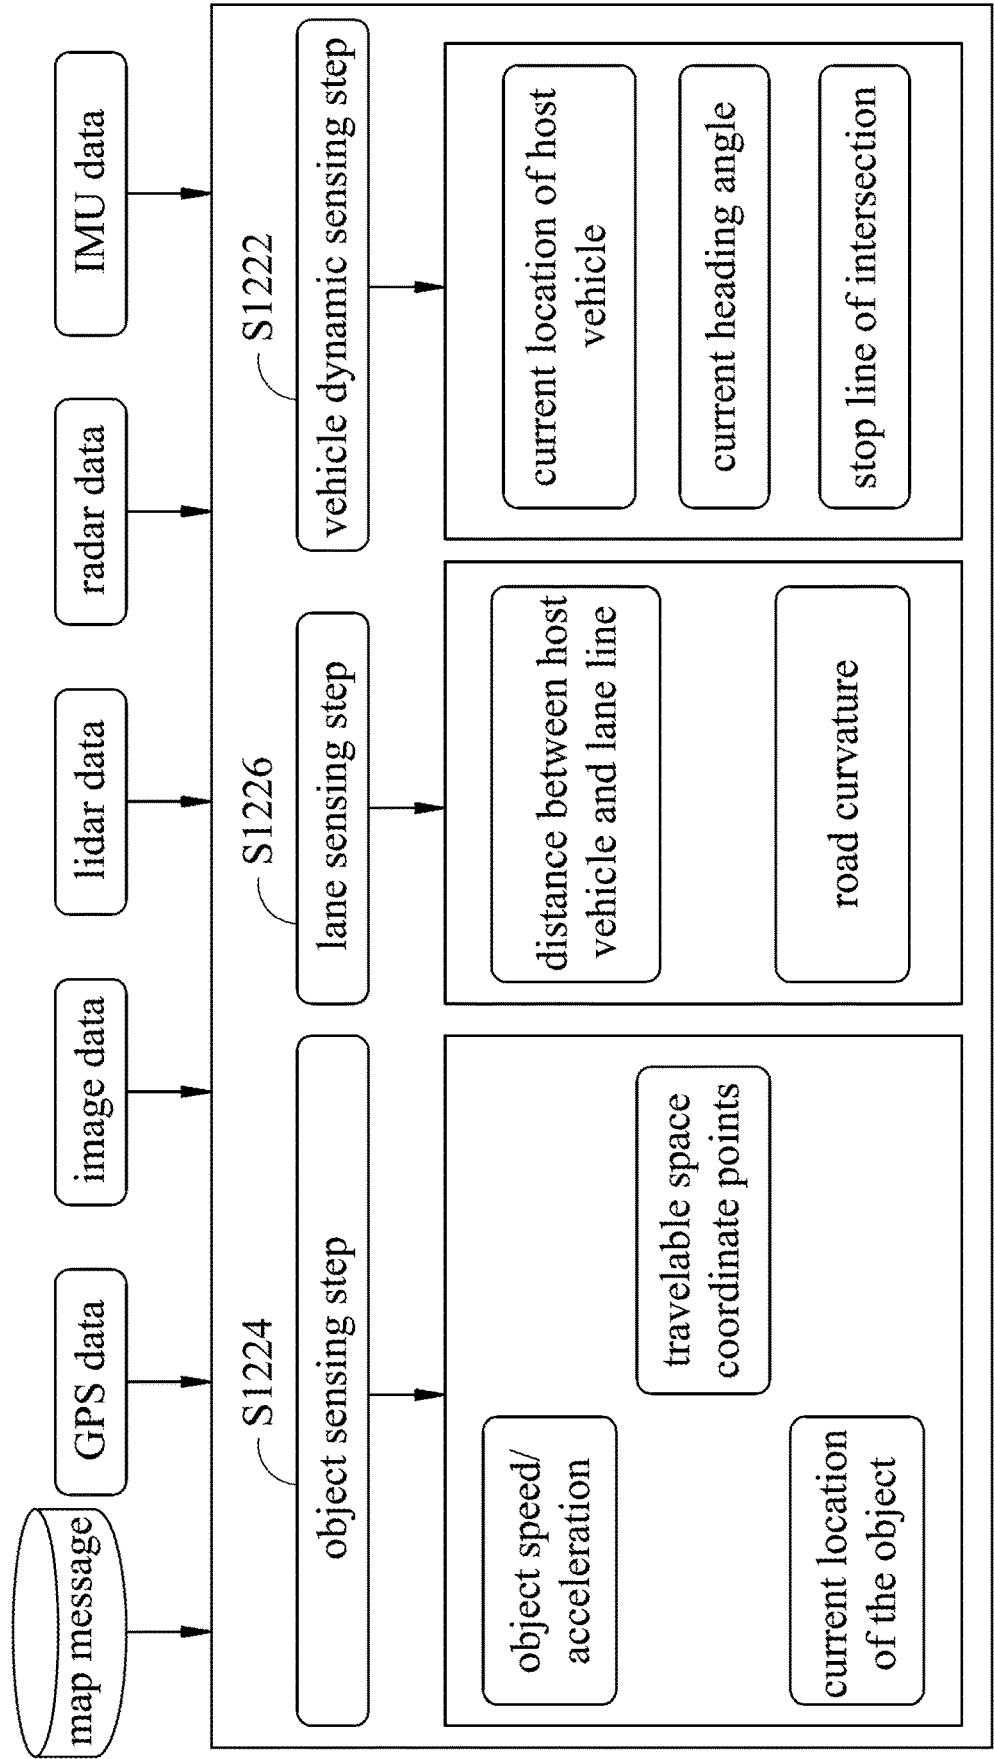 map message
GPS data
image data
lidar data
radar data
IMU data
S1224
object sensing step
object speed/
acceleration
travelable space
coordinate points
current location
of the object
S1226
lane sensing step
distance between host
vehicle and lane line
road curvature
S1222
vehicle dynamic sensing step
current location of host
vehicle
current heading angle
stop line of intersection